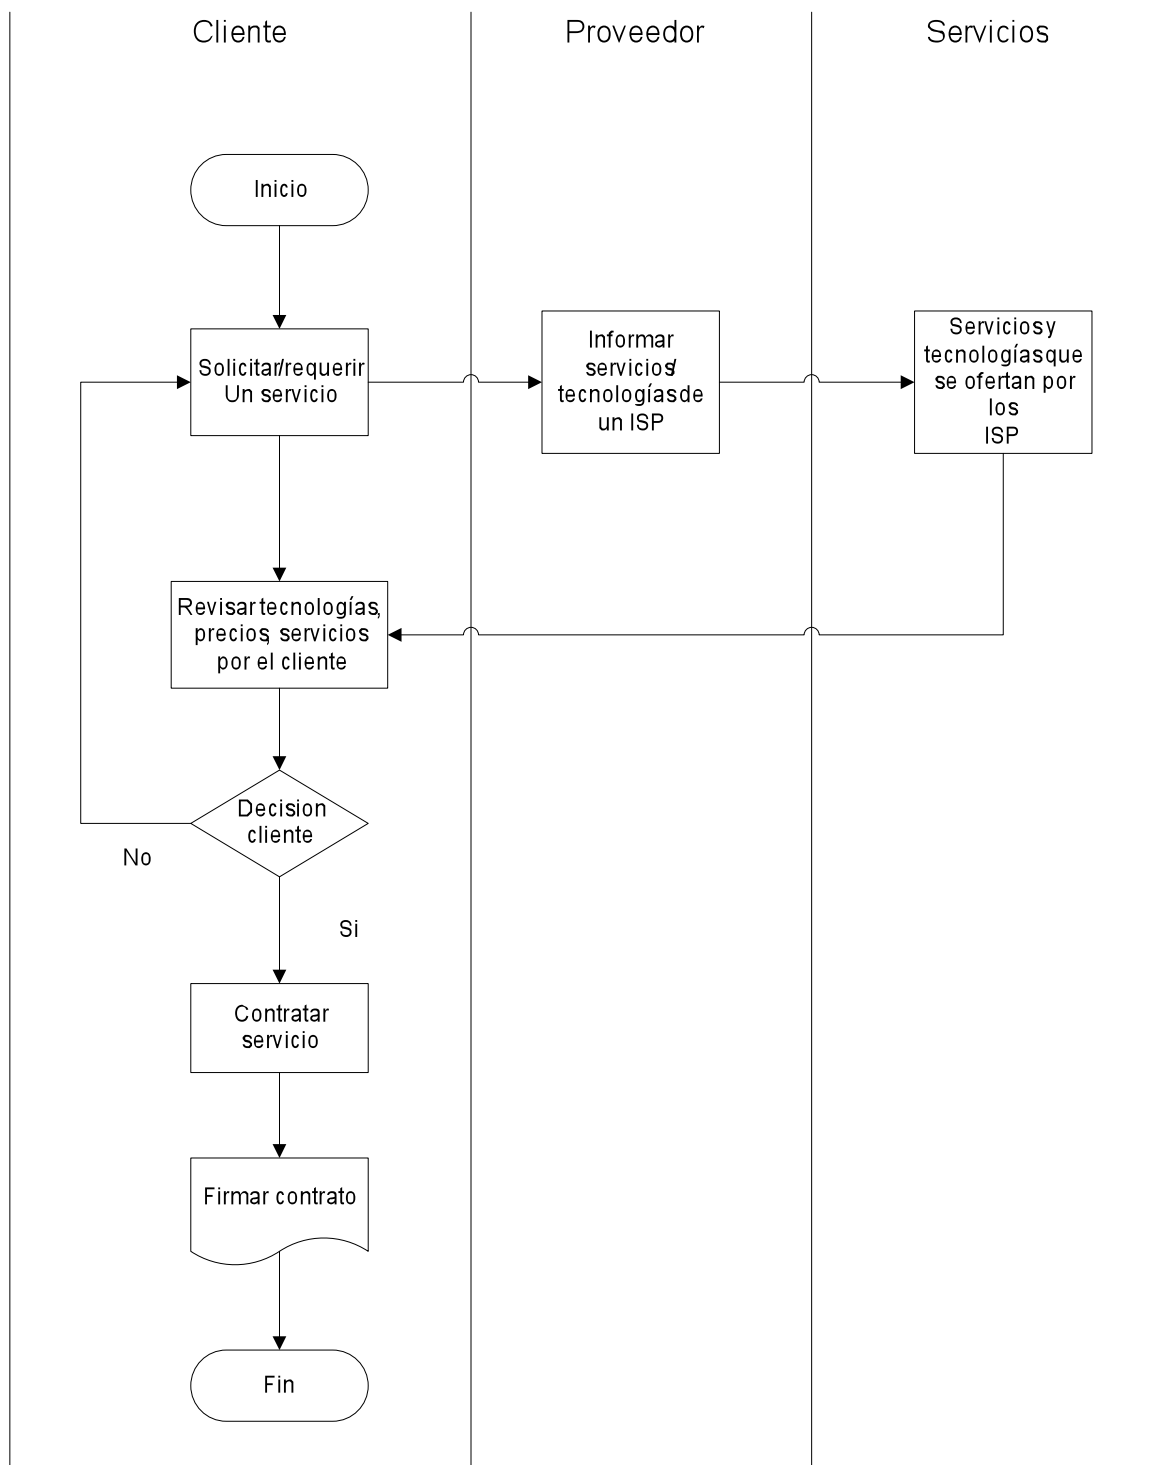 Cliente
Proveedor
Servicios
Inicio
Solicitar/requerir
Un servicio
Informar
servicios/
tecnologías de
un ISP
Servicios y
tecnologías que
se ofertan por
los
ISP
Revisar tecnologías,
precios, servicios
por el cliente
Decision
cliente
No
Si
Contratar
servicio
Firmar contrato
Fin